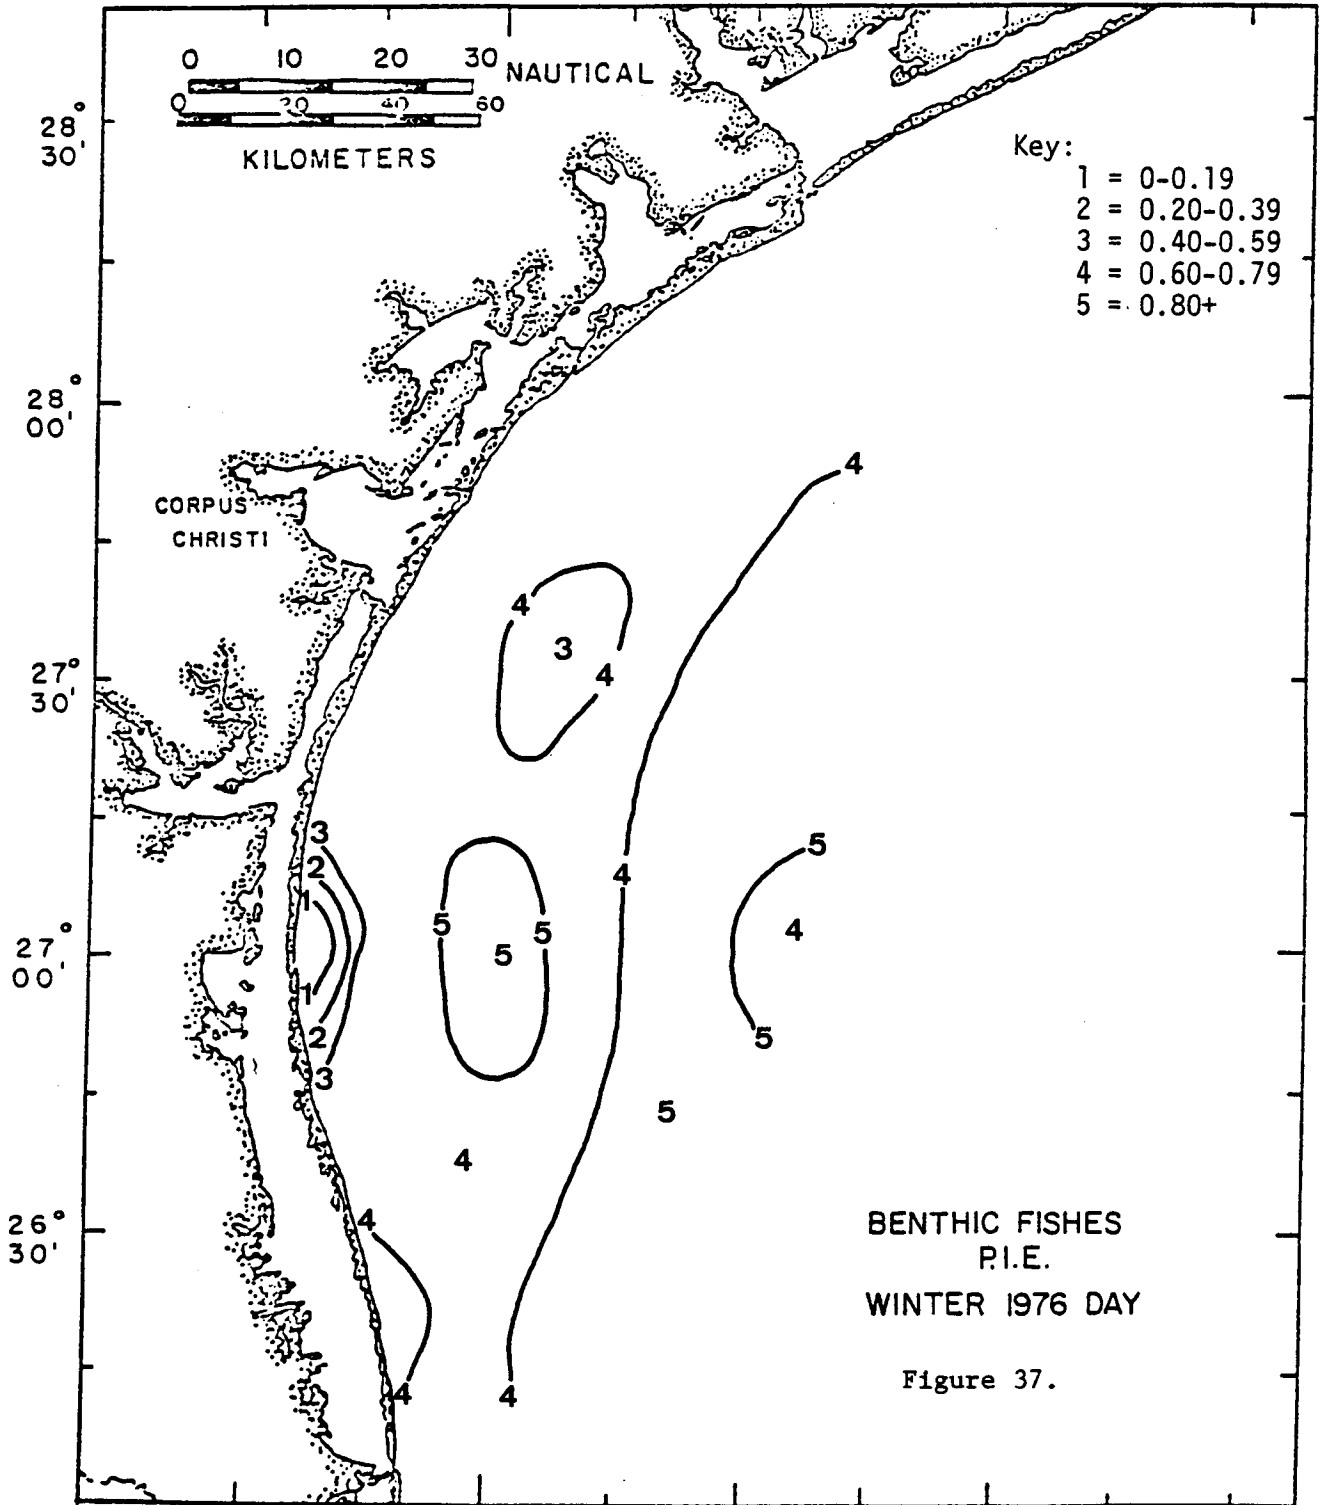 0 10 20 30
NAUTICAL
0 20 40 60
KILOMETERS
28° 30'
Key:
1 = 0-0.19
2 = 0.20-0.39
3 = 0.40-0.59
4 = 0.60-0.79
5 = 0.80+
28° 00'
4
CORPUS
CHRISTI
4
3
4
27° 30'
3
5
2
4
1
5
5
4
5
27° 00'
1
2
5
3
5
4
4
26° 30'
BENTHIC FISHES
P.I.E.
WINTER 1976 DAY
4
4
Figure 37.